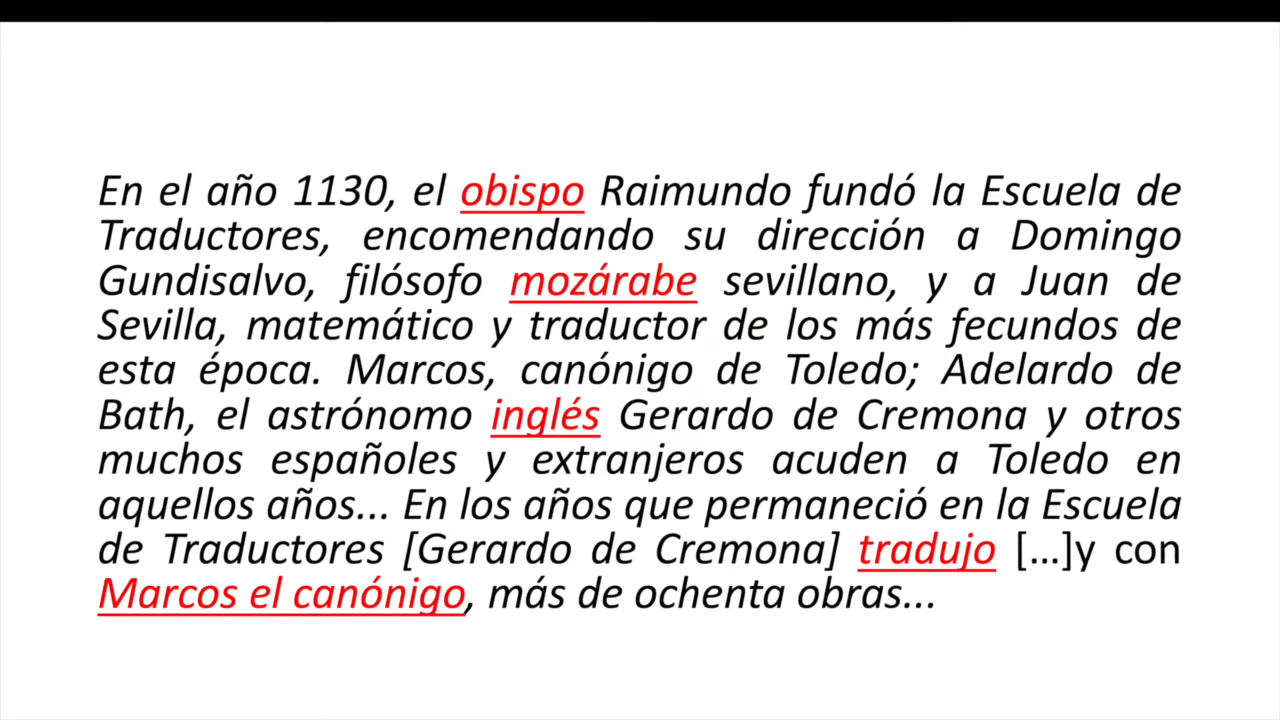 En el año 1130, el obispo Raimundo fundó la Escuela de
Traductores, encomendando su dirección a Domingo
Gundisalvo, filósofo mozárabe sevillano, y a Juan de
Sevilla, matemático y traductor de los más fecundos de
esta época. Marcos, canónigo de Toledo; Adelardo de
Bath, el astrónomo inglés Gerardo de Cremona y otros
muchos españoles y extranjeros acuden a Toledo en
aquellos años... En los años que permaneció en la Escuela
de Traductores [Gerardo de Cremona] tradujo [...]y con
Marcos el canónigo, más de ochenta obras...